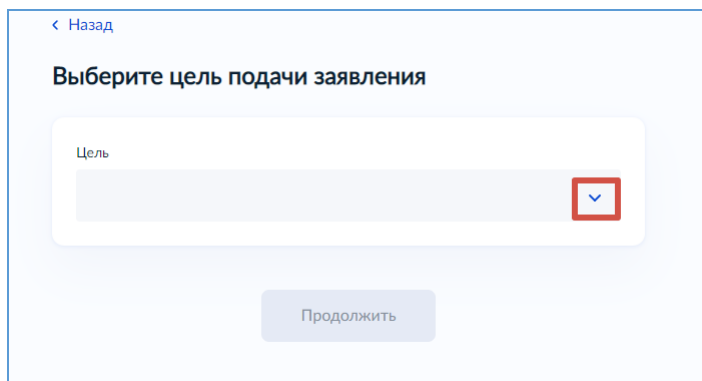 Назад
Выберите цель подачи заявления
Цель
Продолжить